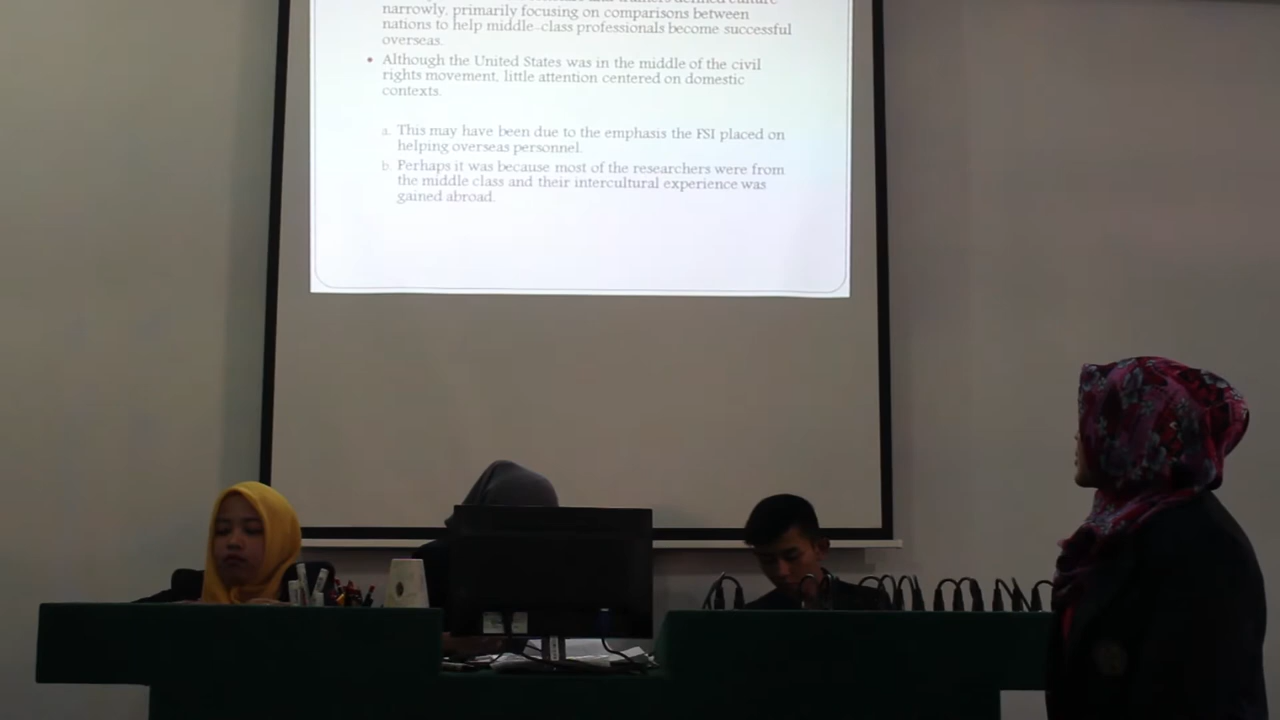 narrowly, primarily focusing on comparisons between
nations to help middle-class professionals become successful
overseas.
• Although the United States was in the middle of the civil
rights movement, little attention centered on domestic
contexts.
a. This may have been due to the emphasis the FSI placed on
helping overseas personnel.
b. Perhaps it was because most of the researchers were from
the middle class and their intercultural experience was
gained abroad.